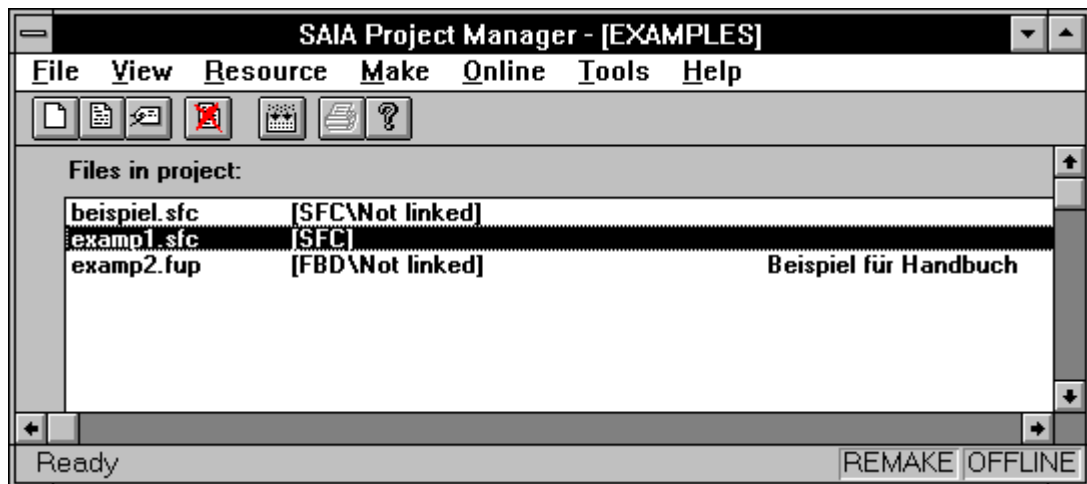 SAIA Project Manager - [EXAMPLES]
File View Resource Make Online Tools Help
Files in project:
beispiel.sfc [SFC\Not linked]
examp1.sfc [SFC]
examp2.fup [FBD\Not linked] Beispiel für Handbuch
Ready REMAKE OFFLINE